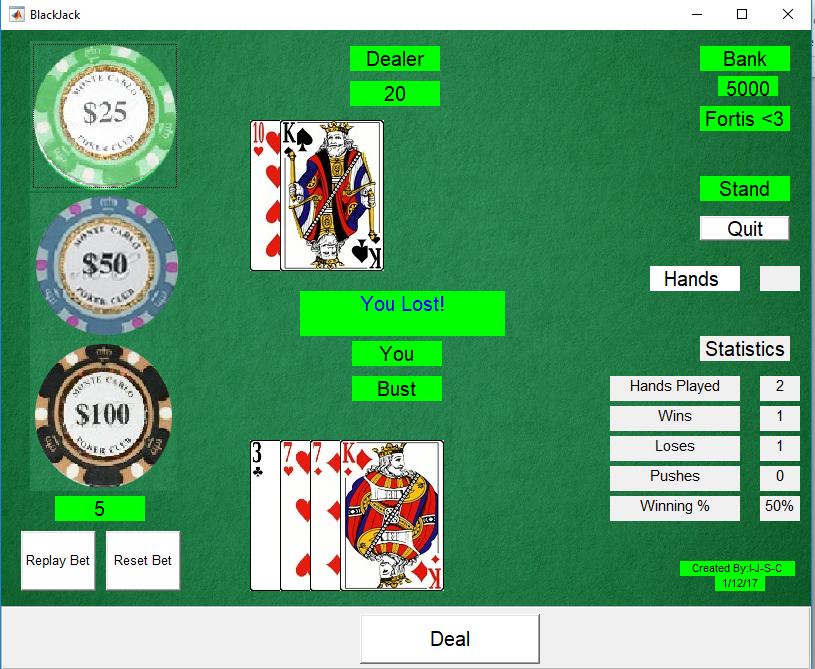 BlackJack
MONTE CARLO
$25
POKER CLUB
MONTE CARLO
$50
POKER CLUB
MONTE CARLO
$100
POKER CLUB
5
Replay Bet
Reset Bet
Dealer
20
10
K
K
You Lost!
You
Bust
3
7
7
K
K
Bank
5000
Fortis <3
Stand
Quit
Hands
Statistics
Hands Played 2
Wins 1
Loses 1
Pushes 0
Winning % 50%
Created By:I-J-S-C
1/12/17
Deal